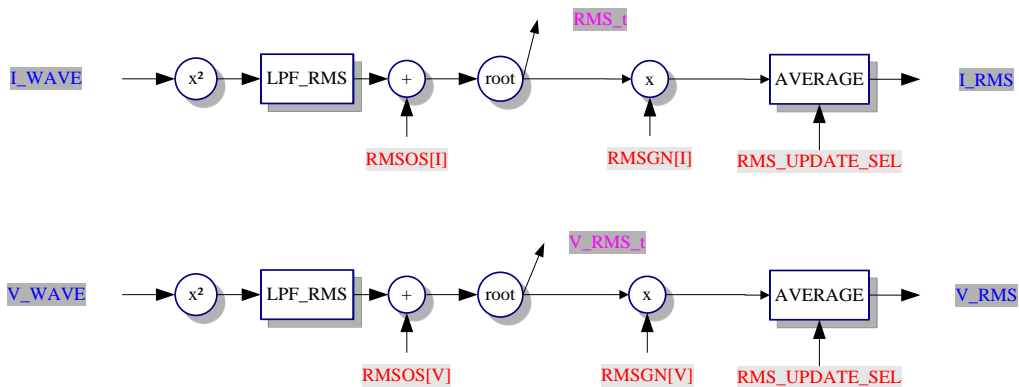 RMS_t
I_WAVE
x²
LPF_RMS
+
root
x
AVERAGE
I_RMS
RMSOS[I]
RMSGN[I]
RMS_UPDATE_SEL
V_RMS_t
V_WAVE
x²
LPF_RMS
+
root
x
AVERAGE
V_RMS
RMSOS[V]
RMSGN[V]
RMS_UPDATE_SEL